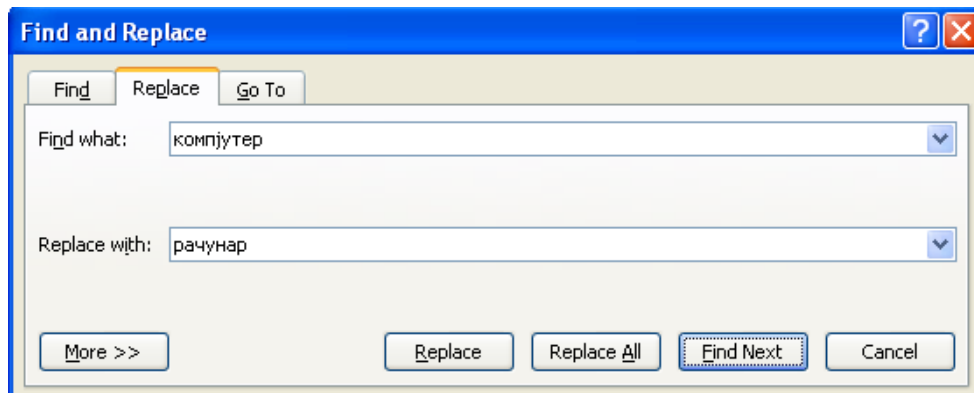 Find and Replace
Find Replace Go To
Find what: компјутер
Replace with: рачунар
More >> Replace Replace All Find Next Cancel